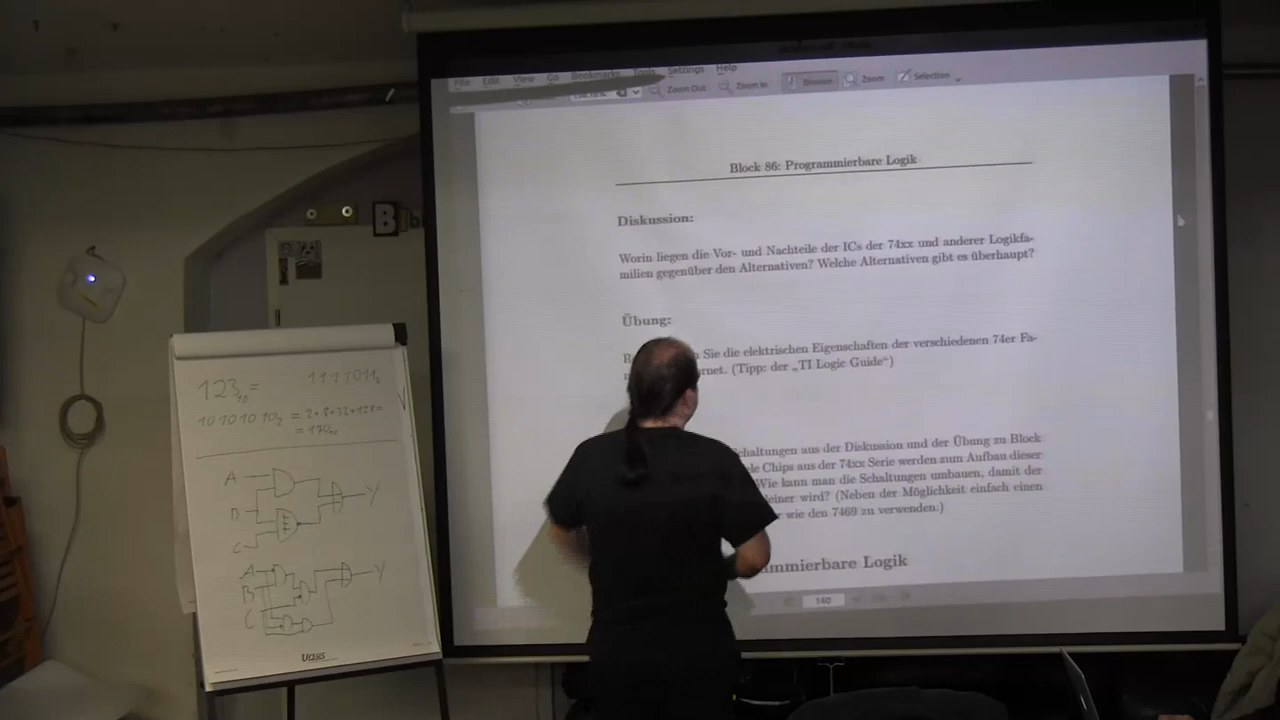 File Edit View Go Bookmarks Tools Settings Help
Zoom Out Zoom In Browse Zoom Selection
Block 86: Programmierbare Logik
Diskussion:
Worin liegen die Vor- und Nachteile der ICs der 74xx und anderer Logikfa-
milien gegenüber den Alternativen? Welche Alternativen gibt es überhaupt?
Übung:
Sie die elektrischen Eigenschaften der verschiedenen 74er Fa-
(Tipp: der „TI Logic Guide“)
chaltungen aus der Diskussion und der Übung zu Block
ele Chips aus der 74xx Serie werden zum Aufbau dieser
Wie kann man die Schaltungen umbauen, damit der
leiner wird? (Neben der Möglichkeit einfach einen
wie den 7469 zu verwenden.)
mmierbare Logik
140
B
123₁₀ = 1111011₂
10101010₂ = 2+8+32+128=
= 170₁₀
A
B
C
Y
A
B
C
Y